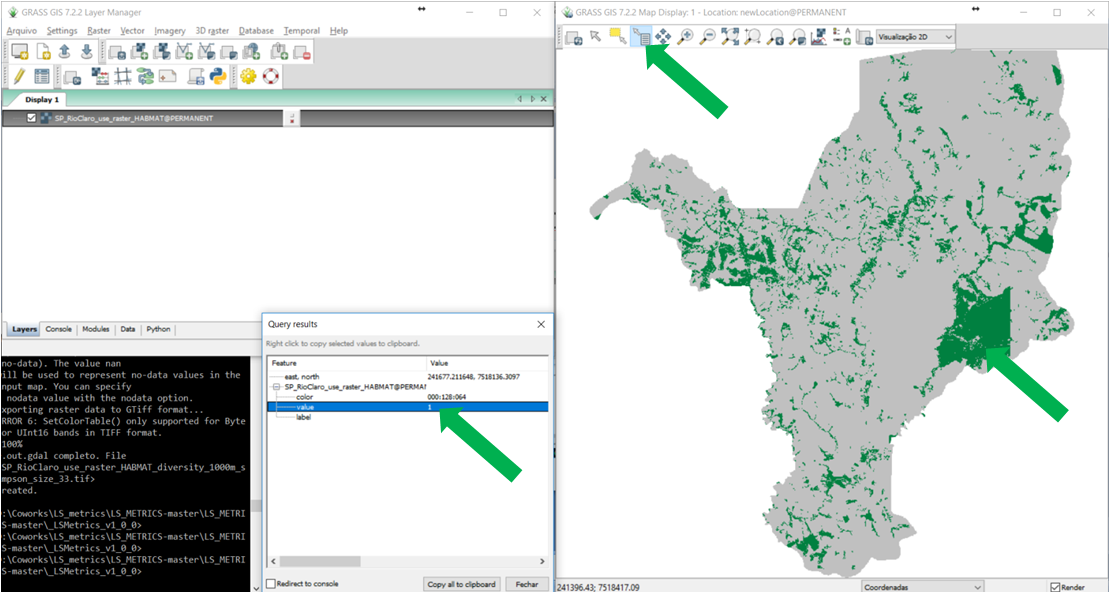 GRASS GIS 7.2.2 Layer Manager
Arquivo Settings Raster Vector Imagery 3D raster Database Temporal Help
Display 1
SP_RioClaro_use_raster_HABMAT@PERMANENT
Layers Console Modules Data Python
no-data). The value nan
ill be used to represent no-data values in the
nput map. You can specify
nodata value with the nodata option.
xporting raster data to GTiff format...
RROR 6: SetColorTable() only supported for Byte
or UInt16 bands in TIFF format.
100%
.out.gdal completo. File
SP_RioClaro_use_raster_HABMAT_diversity_1000m_s
mpson_size_33.tif>
reated.
:\Coworks\LS_metrics\LS_METRICS-master\LS_METRI
S-master\_LSMetrics_v1_0_0>
:\Coworks\LS_metrics\LS_METRICS-master\LS_METRI
S-master\_LSMetrics_v1_0_0>
:\Coworks\LS_metrics\LS_METRICS-master\LS_METRI
S-master\_LSMetrics_v1_0_0>
Query results
Right click to copy selected values to clipboard.
Feature Value
east, north 241677.211648, 7518136.3097
SP_RioClaro_use_raster_HABMAT@PERMAN
color 000:128:064
value 1
label
Redirect to console Copy all to clipboard Fechar
GRASS GIS 7.2.2 Map Display: 1 - Location: newLocation@PERMANENT
Visualização 2D
241396.43; 7518417.09 Coordenadas Render